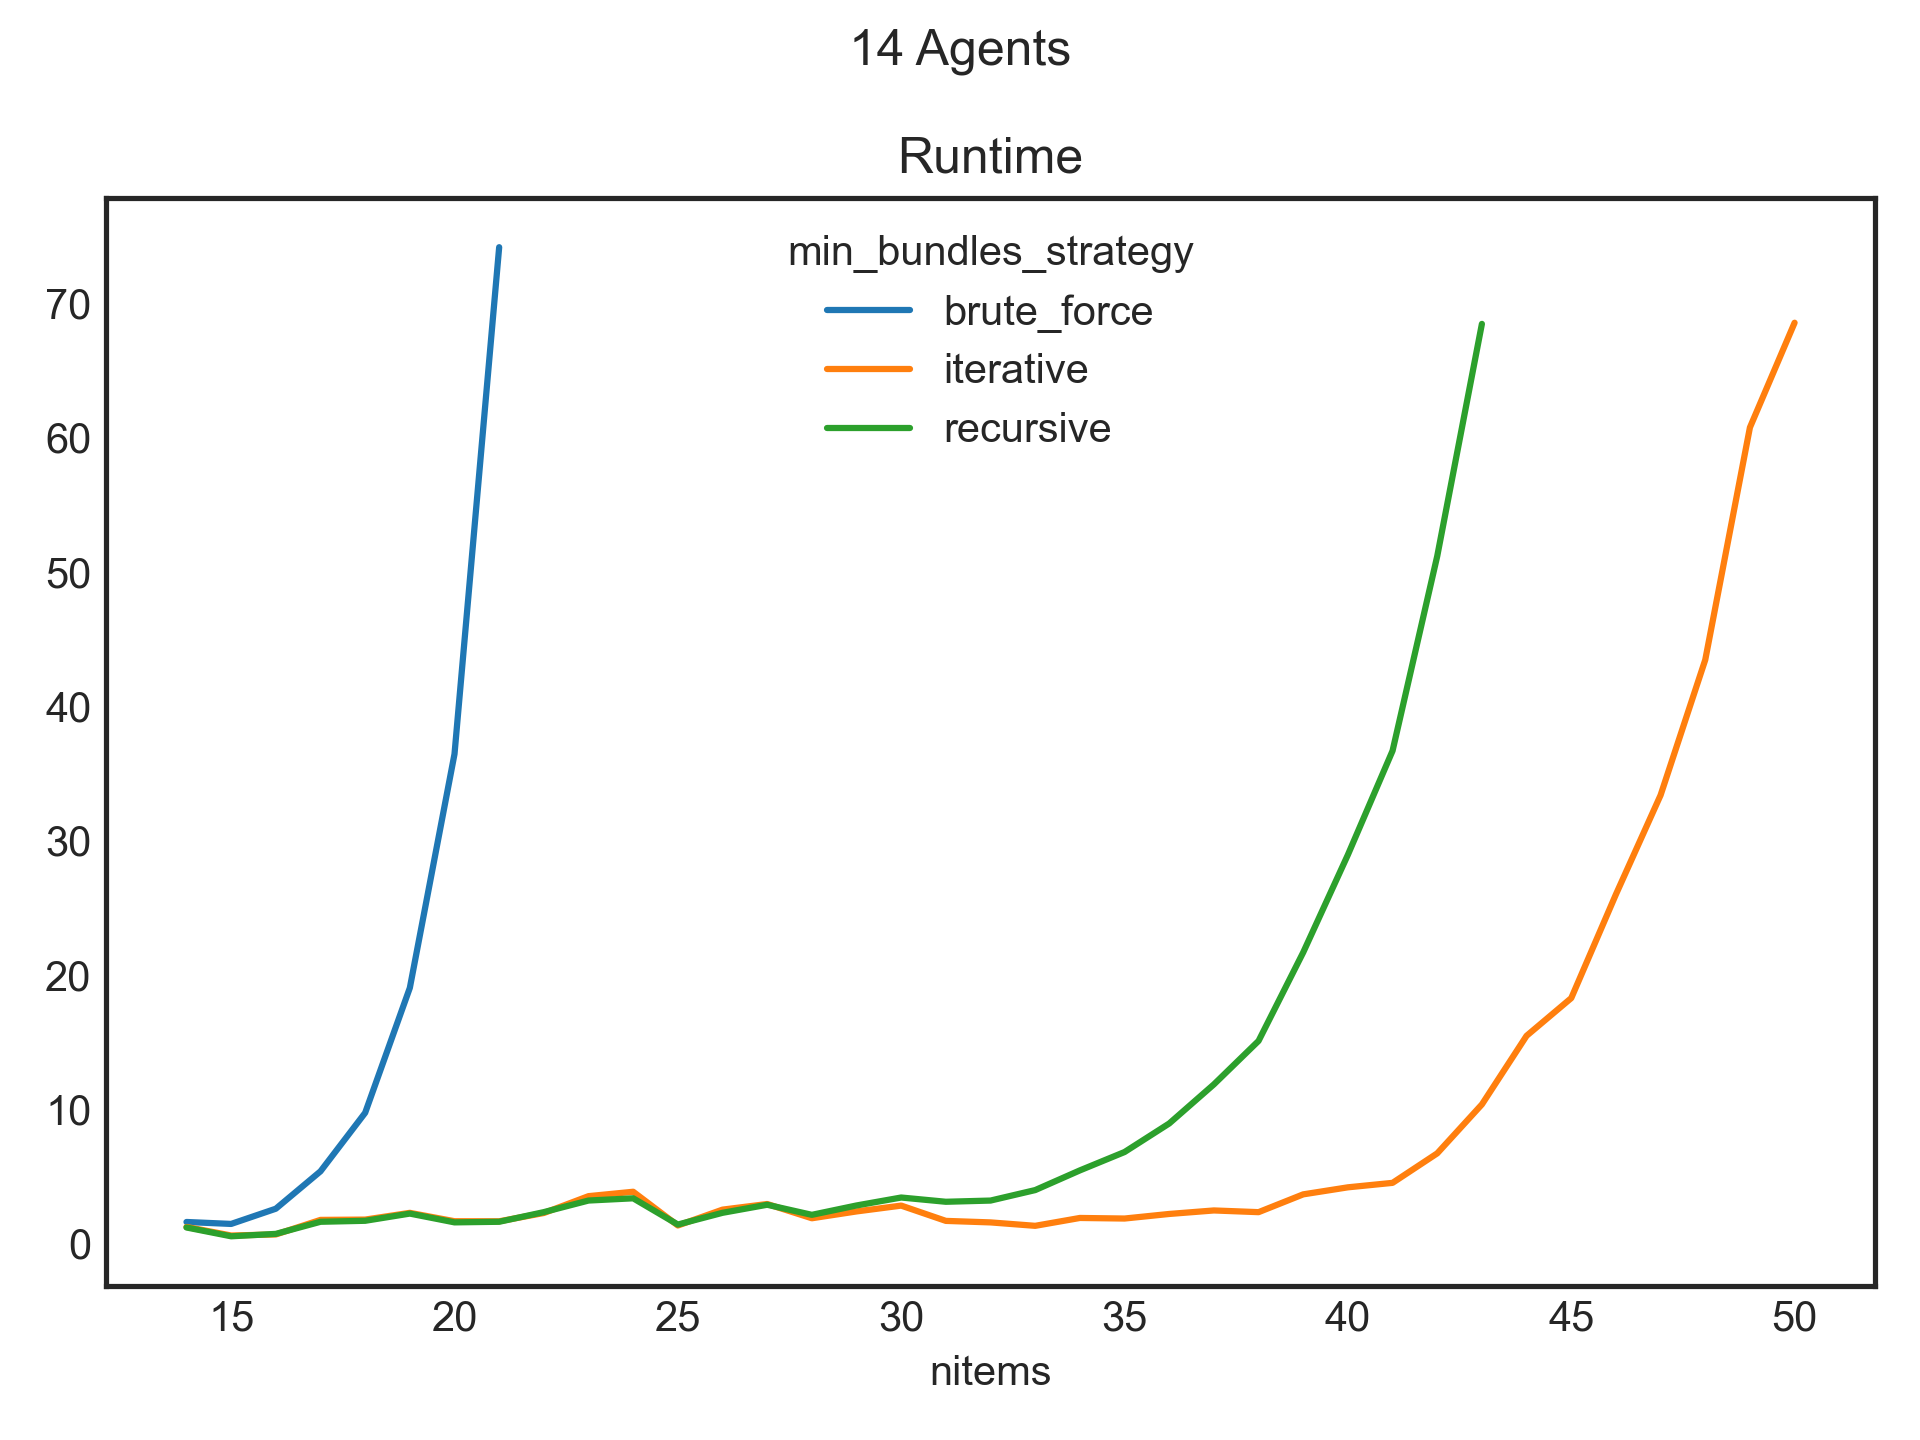 14 Agents
Runtime
min_bundles_strategy
brute_force
iterative
recursive
70
60
50
40
30
20
10
0
15 20 25 30 35 40 45 50
nitems